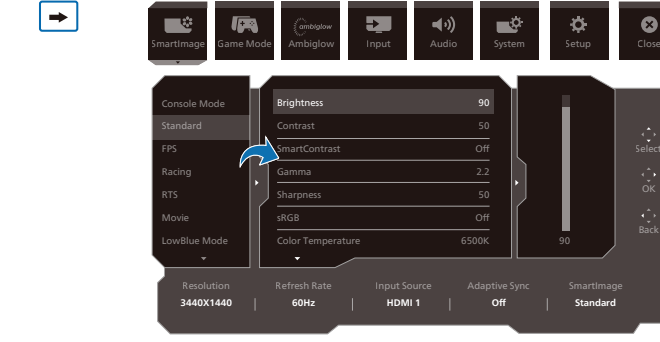 SmartImage Game Mode Ambiglow Input Audio System Setup Close
ambiglow
Console Mode
Standard
FPS
Racing
RTS
Movie
LowBlue Mode
Brightness 90
Contrast 50
SmartContrast Off
Gamma 2.2
Sharpness 50
sRGB Off
Color Temperature 6500K
90
Select
OK
Back
Resolution Refresh Rate Input Source Adaptive Sync SmartImage
3440X1440 | 60Hz | HDMI 1 | Off | Standard